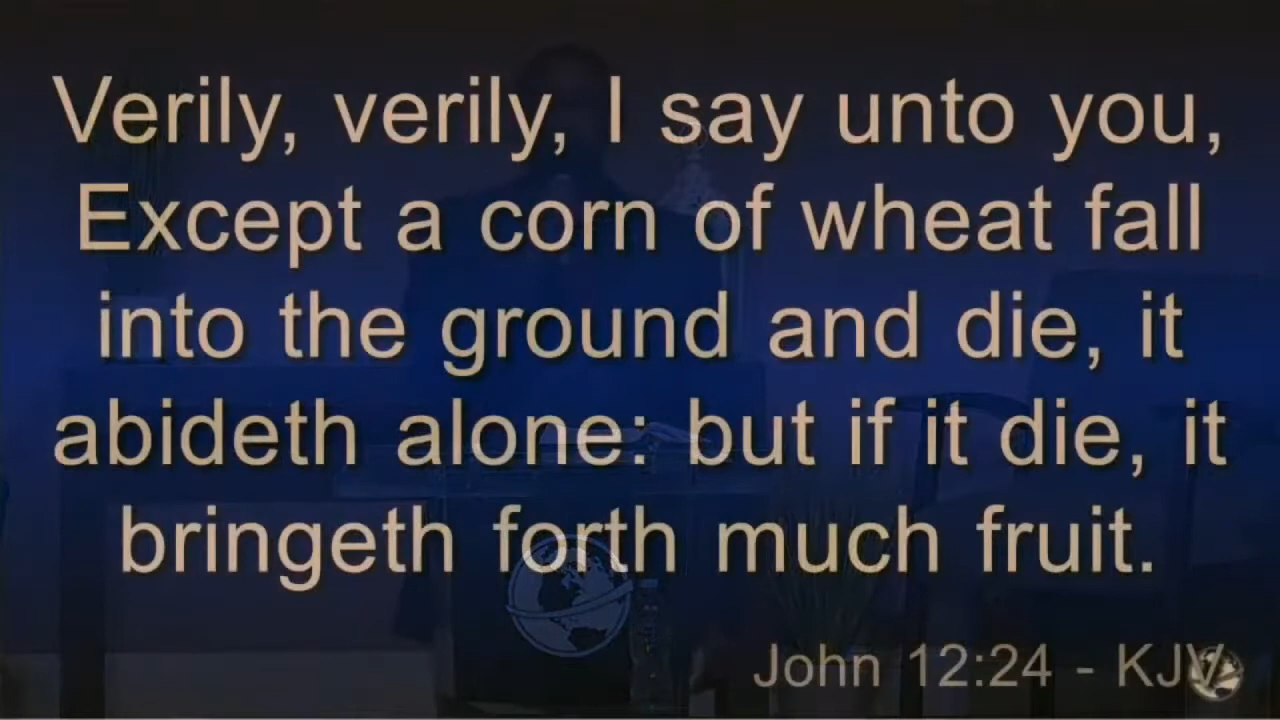 Verily, verily, I say unto you,
Except a corn of wheat fall
into the ground and die, it
abideth alone: but if it die, it
bringeth forth much fruit.
John 12:24 - KJV